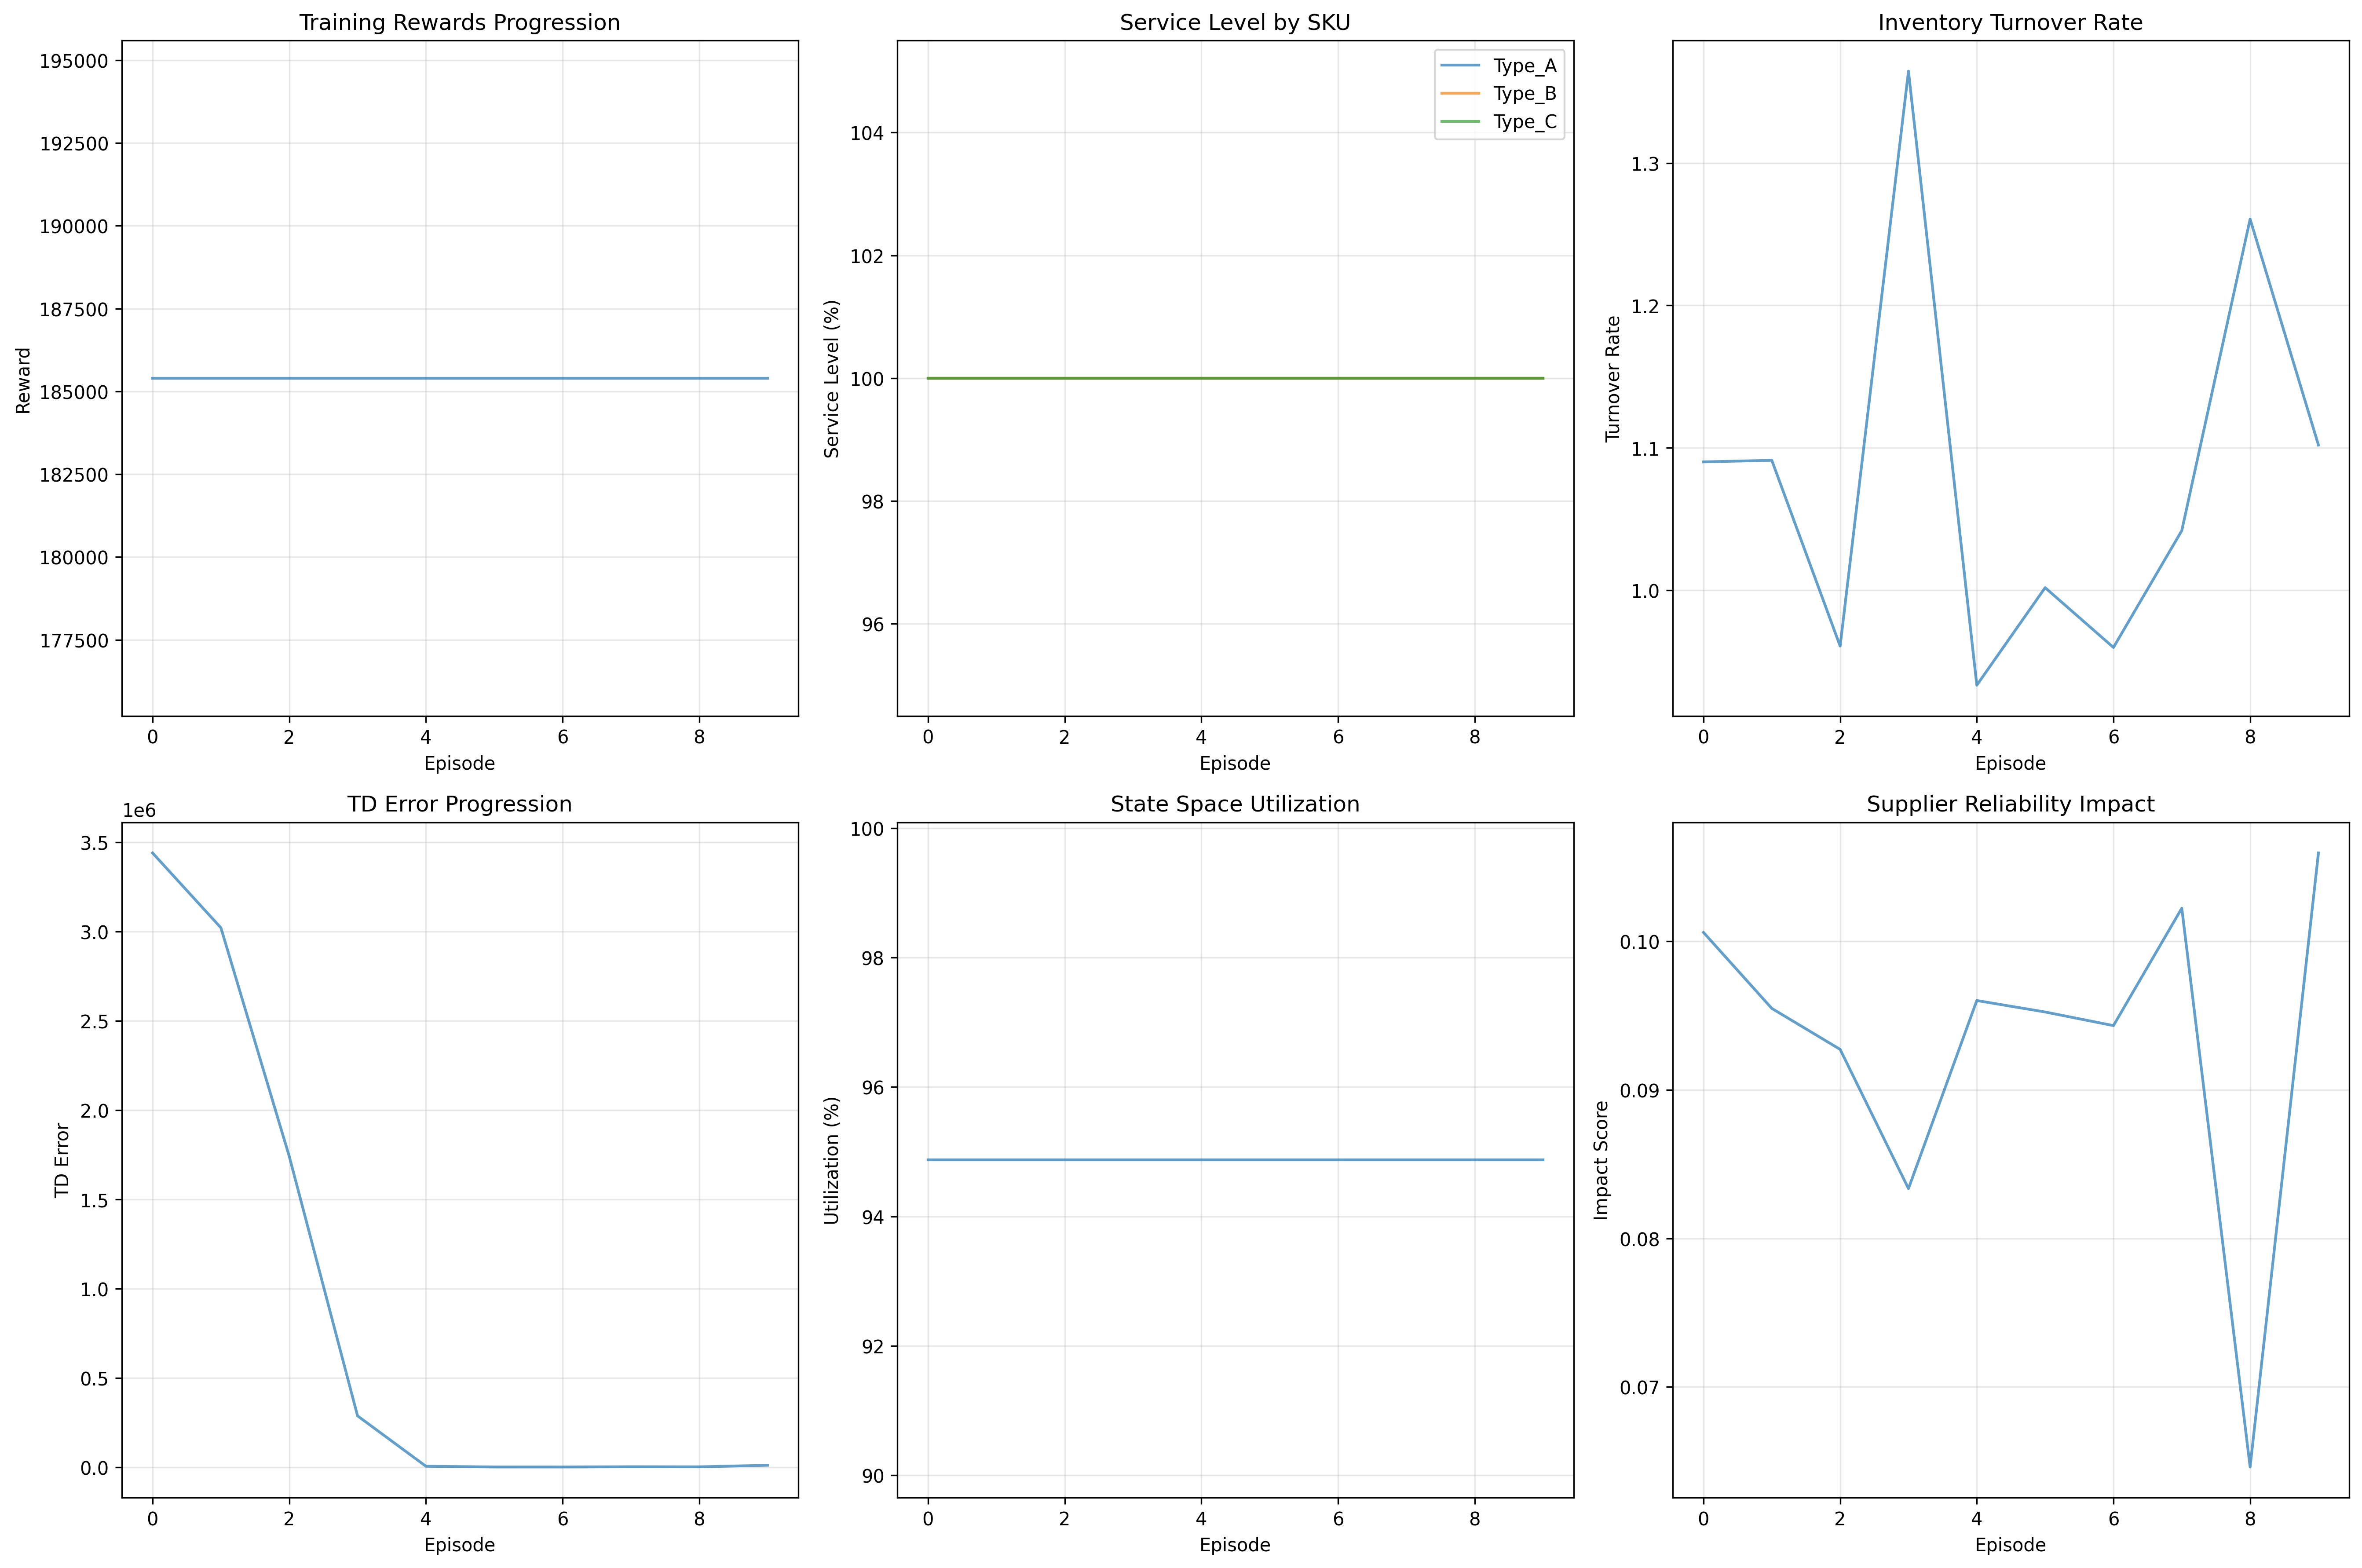 Training Rewards Progression
195000
192500
190000
187500
185000
182500
180000
177500
Reward
0 2 4 6 8
Episode
Service Level by SKU
Type_A
Type_B
Type_C
104
102
100
98
96
Service Level (%)
0 2 4 6 8
Episode
Inventory Turnover Rate
1.3
1.2
1.1
1.0
Turnover Rate
0 2 4 6 8
Episode
TD Error Progression
1e6
3.5
3.0
2.5
2.0
1.5
1.0
0.5
0.0
TD Error
0 2 4 6 8
Episode
State Space Utilization
100
98
96
94
92
90
Utilization (%)
0 2 4 6 8
Episode
Supplier Reliability Impact
0.10
0.09
0.08
0.07
Impact Score
0 2 4 6 8
Episode